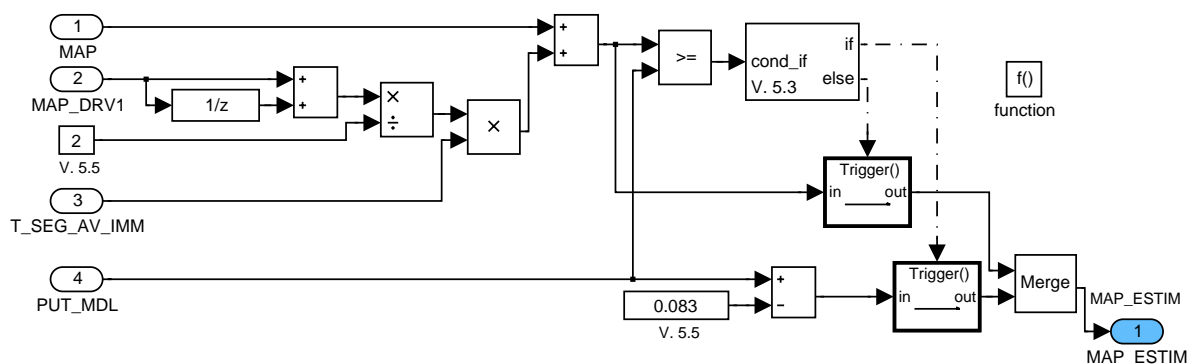 1
MAP
2
MAP_DRV1
1/z
2
V. 5.5
3
T_SEG_AV_IMM
4
PUT_MDL
+
+
×
÷
×
+
+
>=
cond_if
V. 5.3
if
else
f()
function
Trigger()
in
out
Trigger()
in
out
+
−
0.083
V. 5.5
Merge
MAP_ESTIM
1
MAP_ESTIM